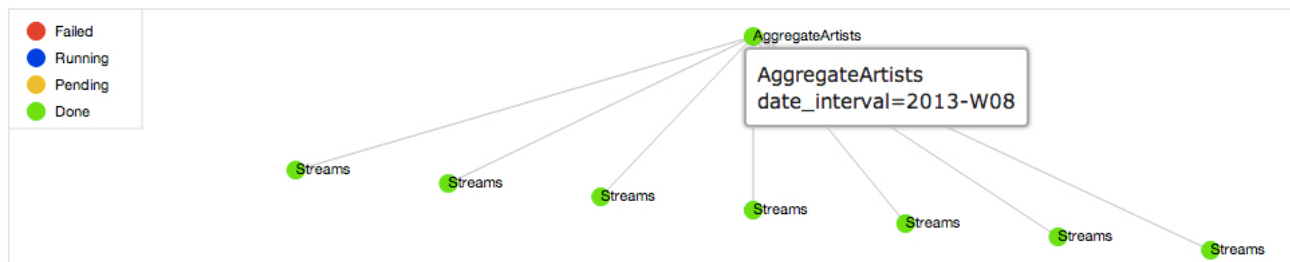 Failed
Running
Pending
Done
AggregateArtists
AggregateArtists
date_interval=2013-W08
Streams
Streams
Streams
Streams
Streams
Streams
Streams